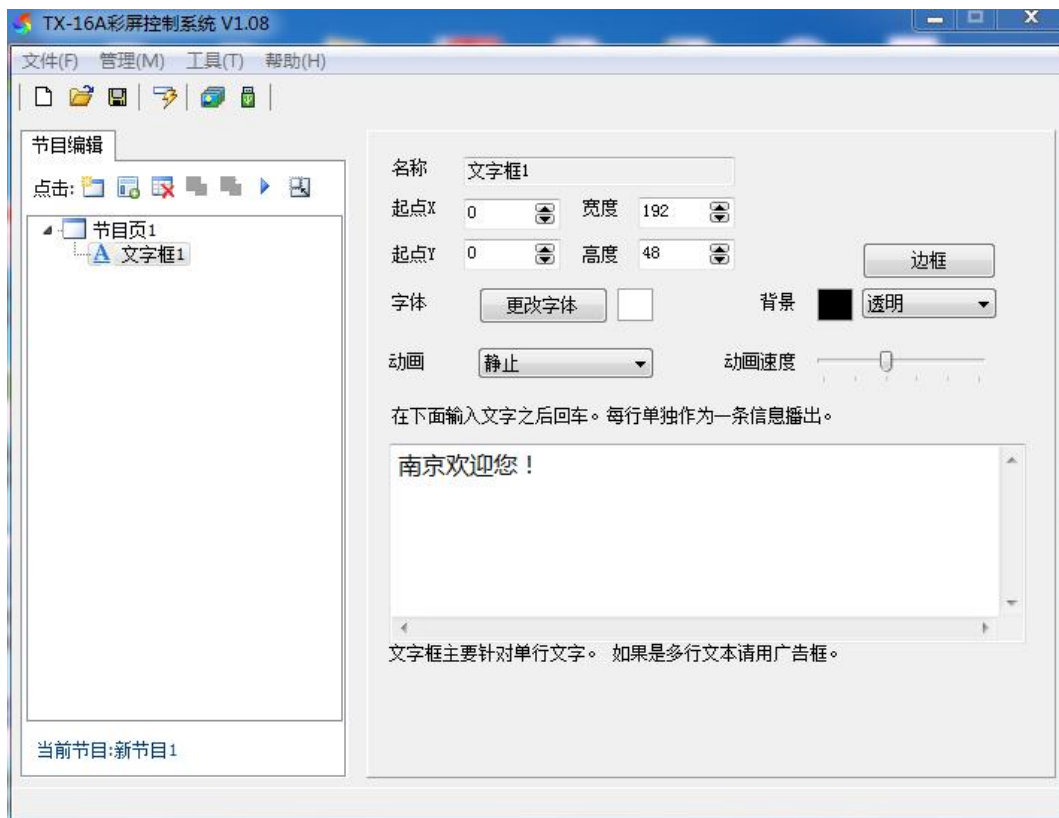 TX-16A彩屏控制系统 V1.08
文件(F) 管理(M) 工具(T) 帮助(H)
节目编辑
点击:
节目页1
文字框1
当前节目:新节目1
名称 文字框1
起点X 0 宽度 192
起点Y 0 高度 48
边框
字体 更改字体 背景 透明
动画 静止 动画速度
在下面输入文字之后回车。每行单独作为一条信息播出。
南京欢迎您！
文字框主要针对单行文字。 如果是多行文本请用广告框。